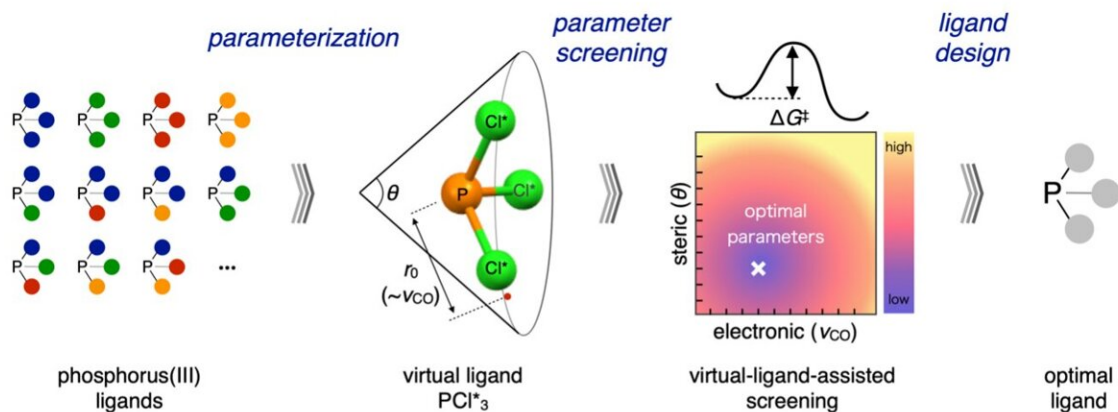 parameterization
parameter
screening
ligand
design
ΔG‡
P
P
P
P
P
P
P
P
P
P
P
...
θ
P
Cl*
Cl*
Cl*
r0
(~νCO)
steric (θ)
optimal
parameters
high
low
electronic (νCO)
P
phosphorus(III)
ligands
virtual ligand
PCl*3
virtual-ligand-assisted
screening
optimal
ligand